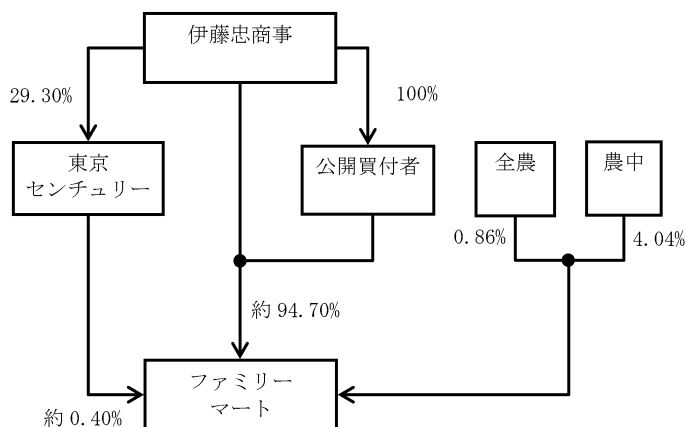 伊藤忠商事
29.30%
100%
東京
センチュリー
公開買付者
全農
農中
0.86%
4.04%
約 94.70%
ファミリー
マート
約 0.40%